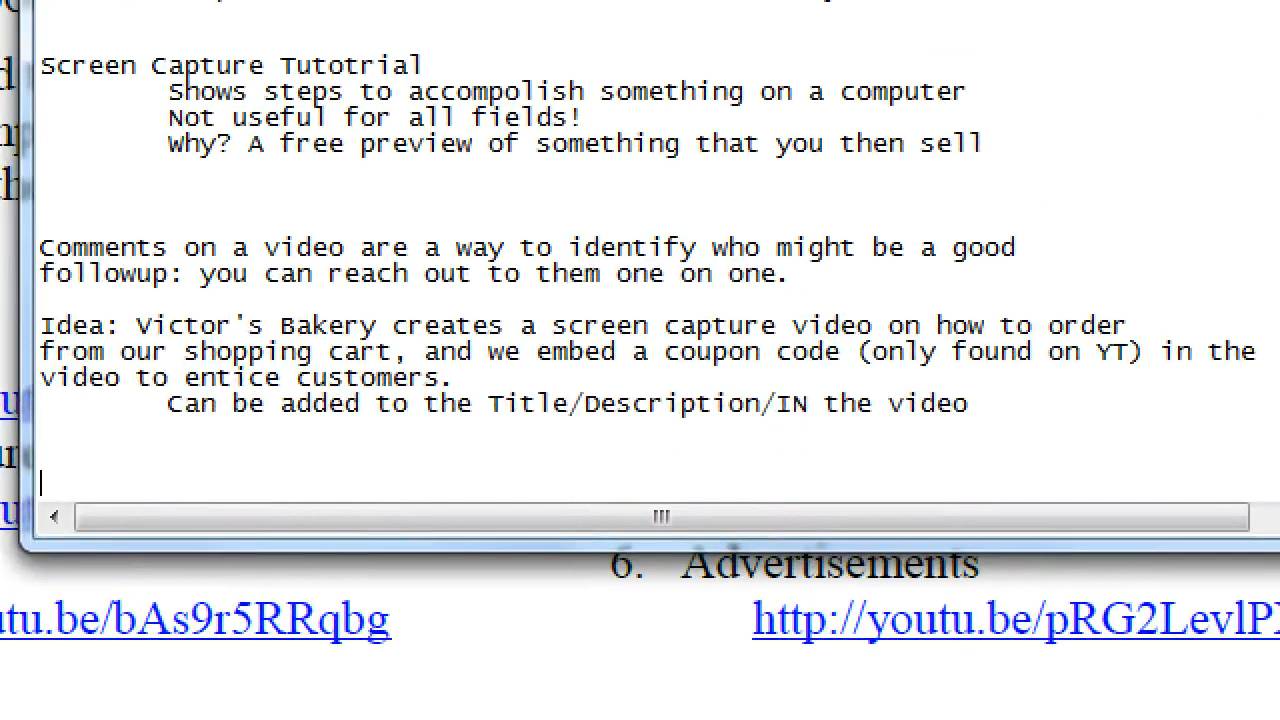 Screen Capture Tutotrial
Shows steps to accompolish something on a computer
Not useful for all fields!
Why? A free preview of something that you then sell
Comments on a video are a way to identify who might be a good
followup: you can reach out to them one on one.
Idea: Victor's Bakery creates a screen capture video on how to order
from our shopping cart, and we embed a coupon code (only found on YT) in the
video to entice customers.
Can be added to the Title/Description/IN the video
6. Advertisements
utu.be/bAs9r5RRqbg
http://youtu.be/pRG2LevlP